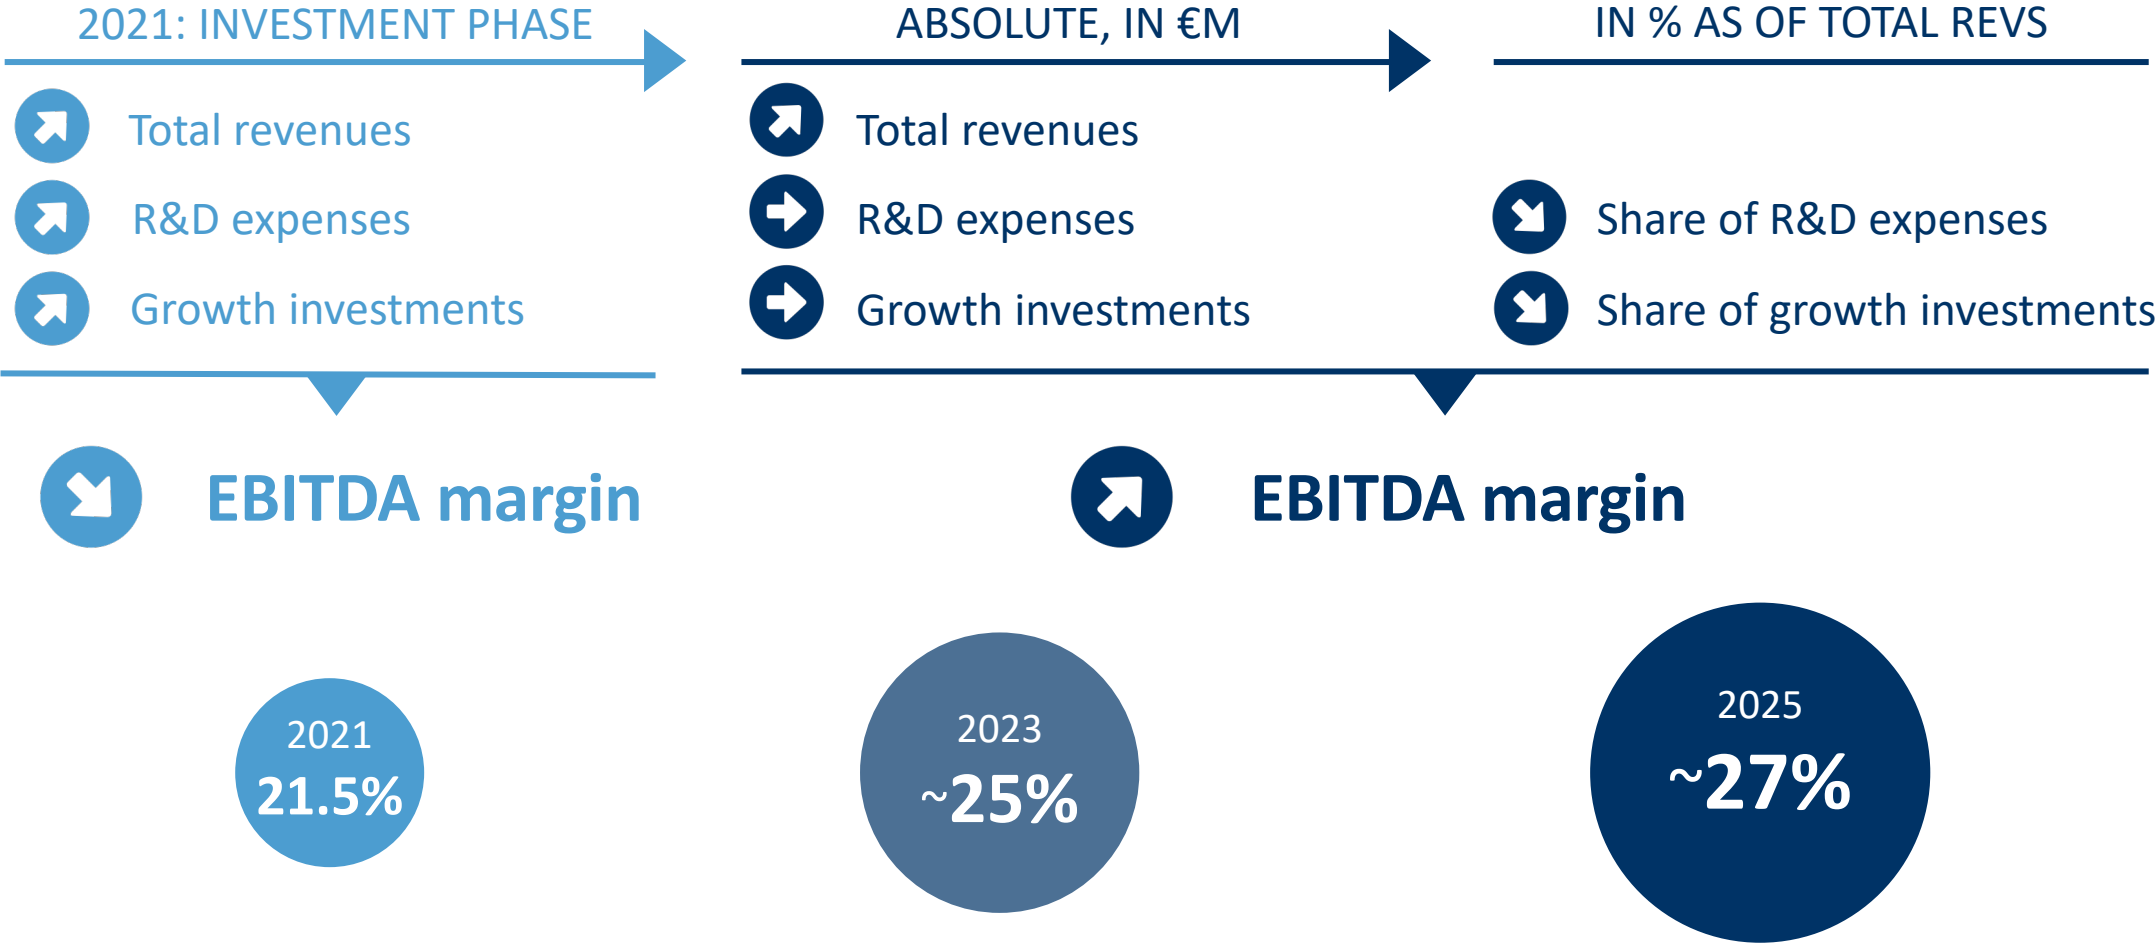 2021: INVESTMENT PHASE
Total revenues
R&D expenses
Growth investments
EBITDA margin
ABSOLUTE, IN €M
Total revenues
R&D expenses
Growth investments
IN % AS OF TOTAL REVS
Share of R&D expenses
Share of growth investments
EBITDA margin
2021
21.5%
2023
~25%
2025
~27%